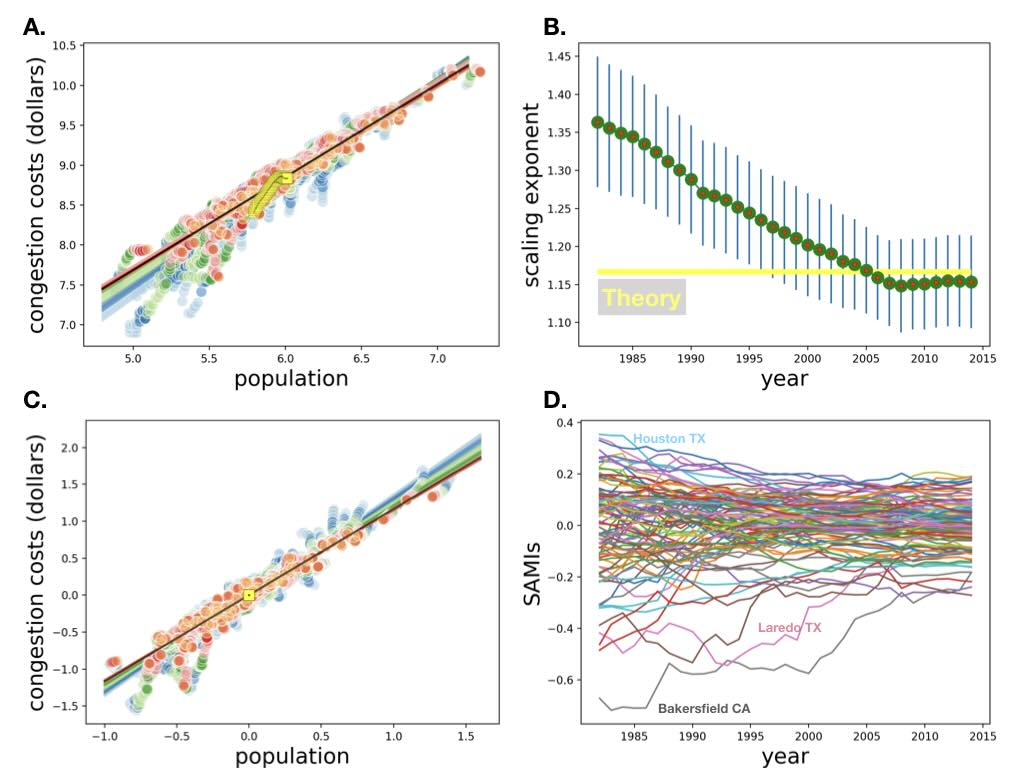 A.
10.5
10.0
9.5
9.0
8.5
8.0
7.5
7.0
congestion costs (dollars)
5.0 5.5 6.0 6.5 7.0
population
B.
1.45
1.40
1.35
1.30
1.25
1.20
1.15
1.10
scaling exponent
Theory
1985 1990 1995 2000 2005 2010 2015
year
C.
2.0
1.5
1.0
0.5
0.0
−0.5
−1.0
−1.5
congestion costs (dollars)
−1.0 −0.5 0.0 0.5 1.0 1.5
population
D.
0.4
0.2
0.0
−0.2
−0.4
−0.6
SAMIs
Houston TX
Laredo TX
Bakersfield CA
1985 1990 1995 2000 2005 2010 2015
year